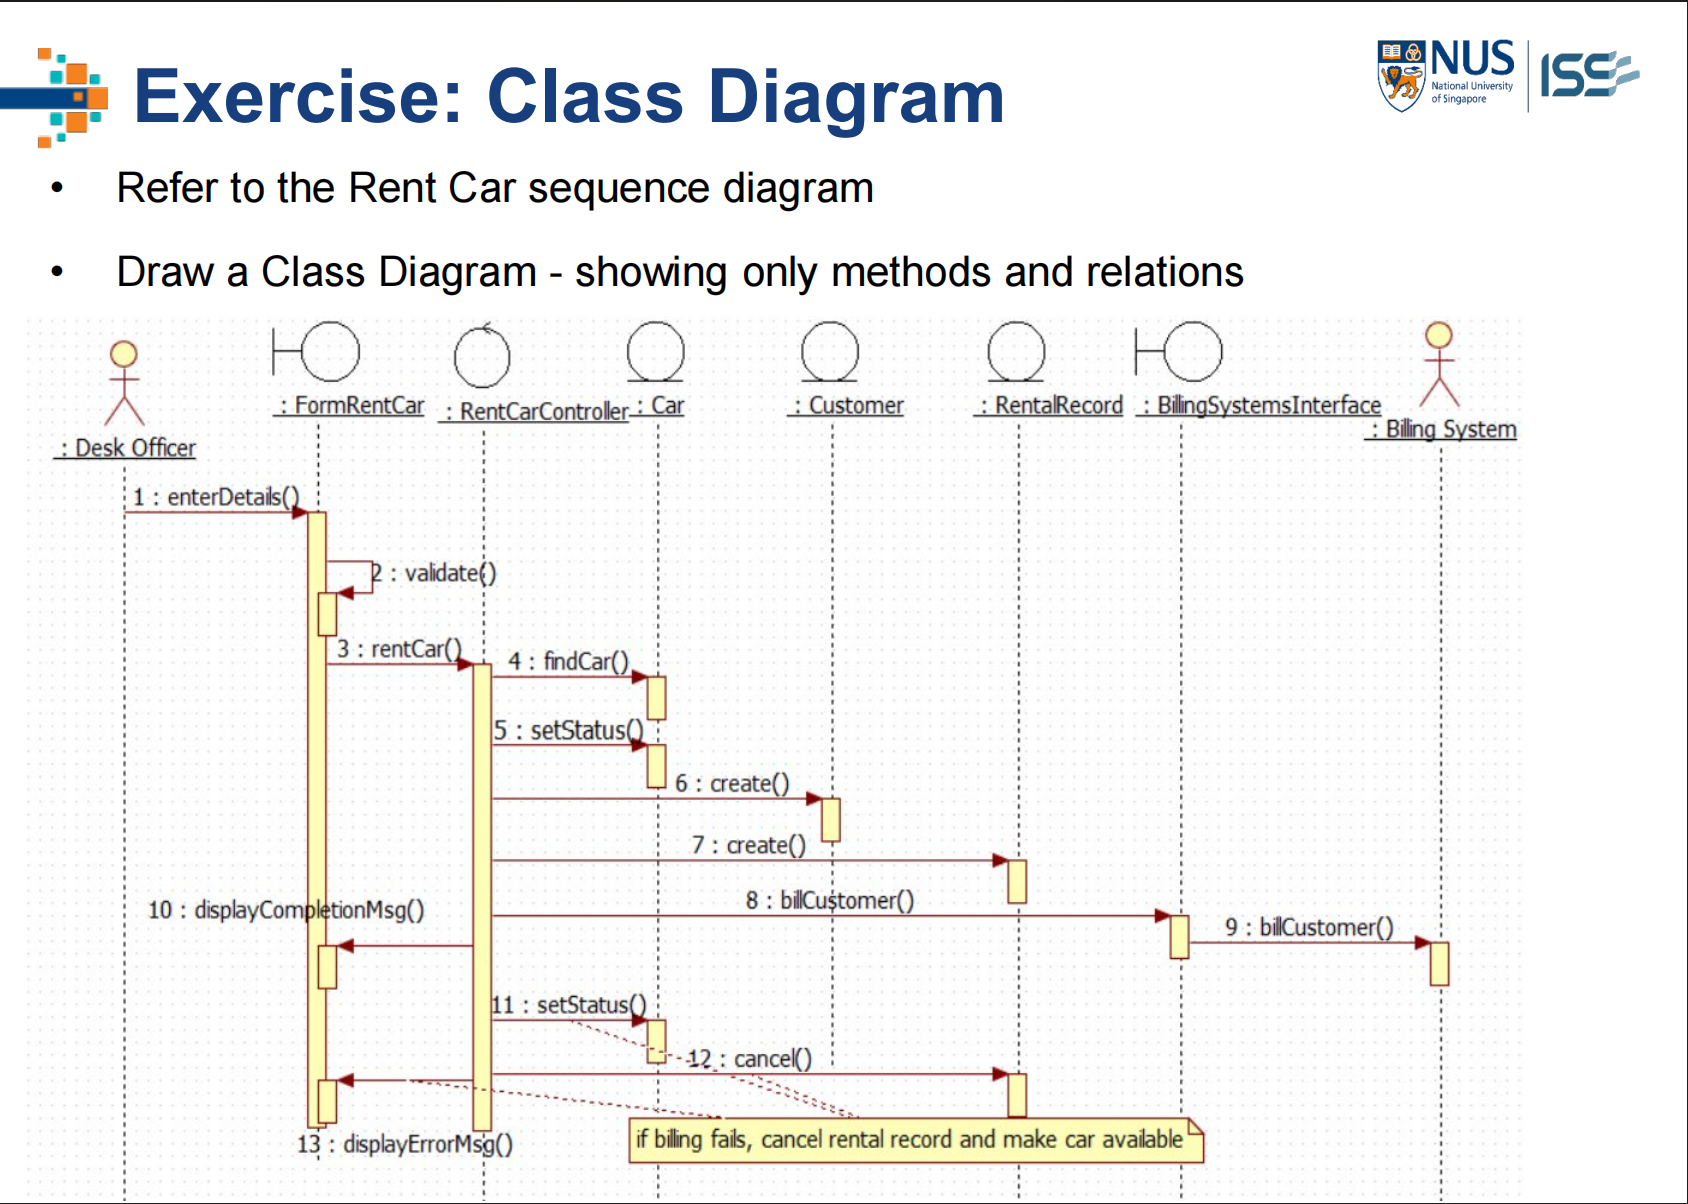 Exercise: Class Diagram
NUS
National University
of Singapore
ISS
• Refer to the Rent Car sequence diagram
• Draw a Class Diagram - showing only methods and relations
: Desk Officer
: FormRentCar
: RentCarController
: Car
: Customer
: RentalRecord
: BillingSystemsInterface
: Billing System
1 : enterDetails()
2 : validate()
3 : rentCar()
4 : findCar()
5 : setStatus()
6 : create()
7 : create()
8 : billCustomer()
9 : billCustomer()
10 : displayCompletionMsg()
11 : setStatus()
12 : cancel()
13 : displayErrorMsg()
if billing fails, cancel rental record and make car available